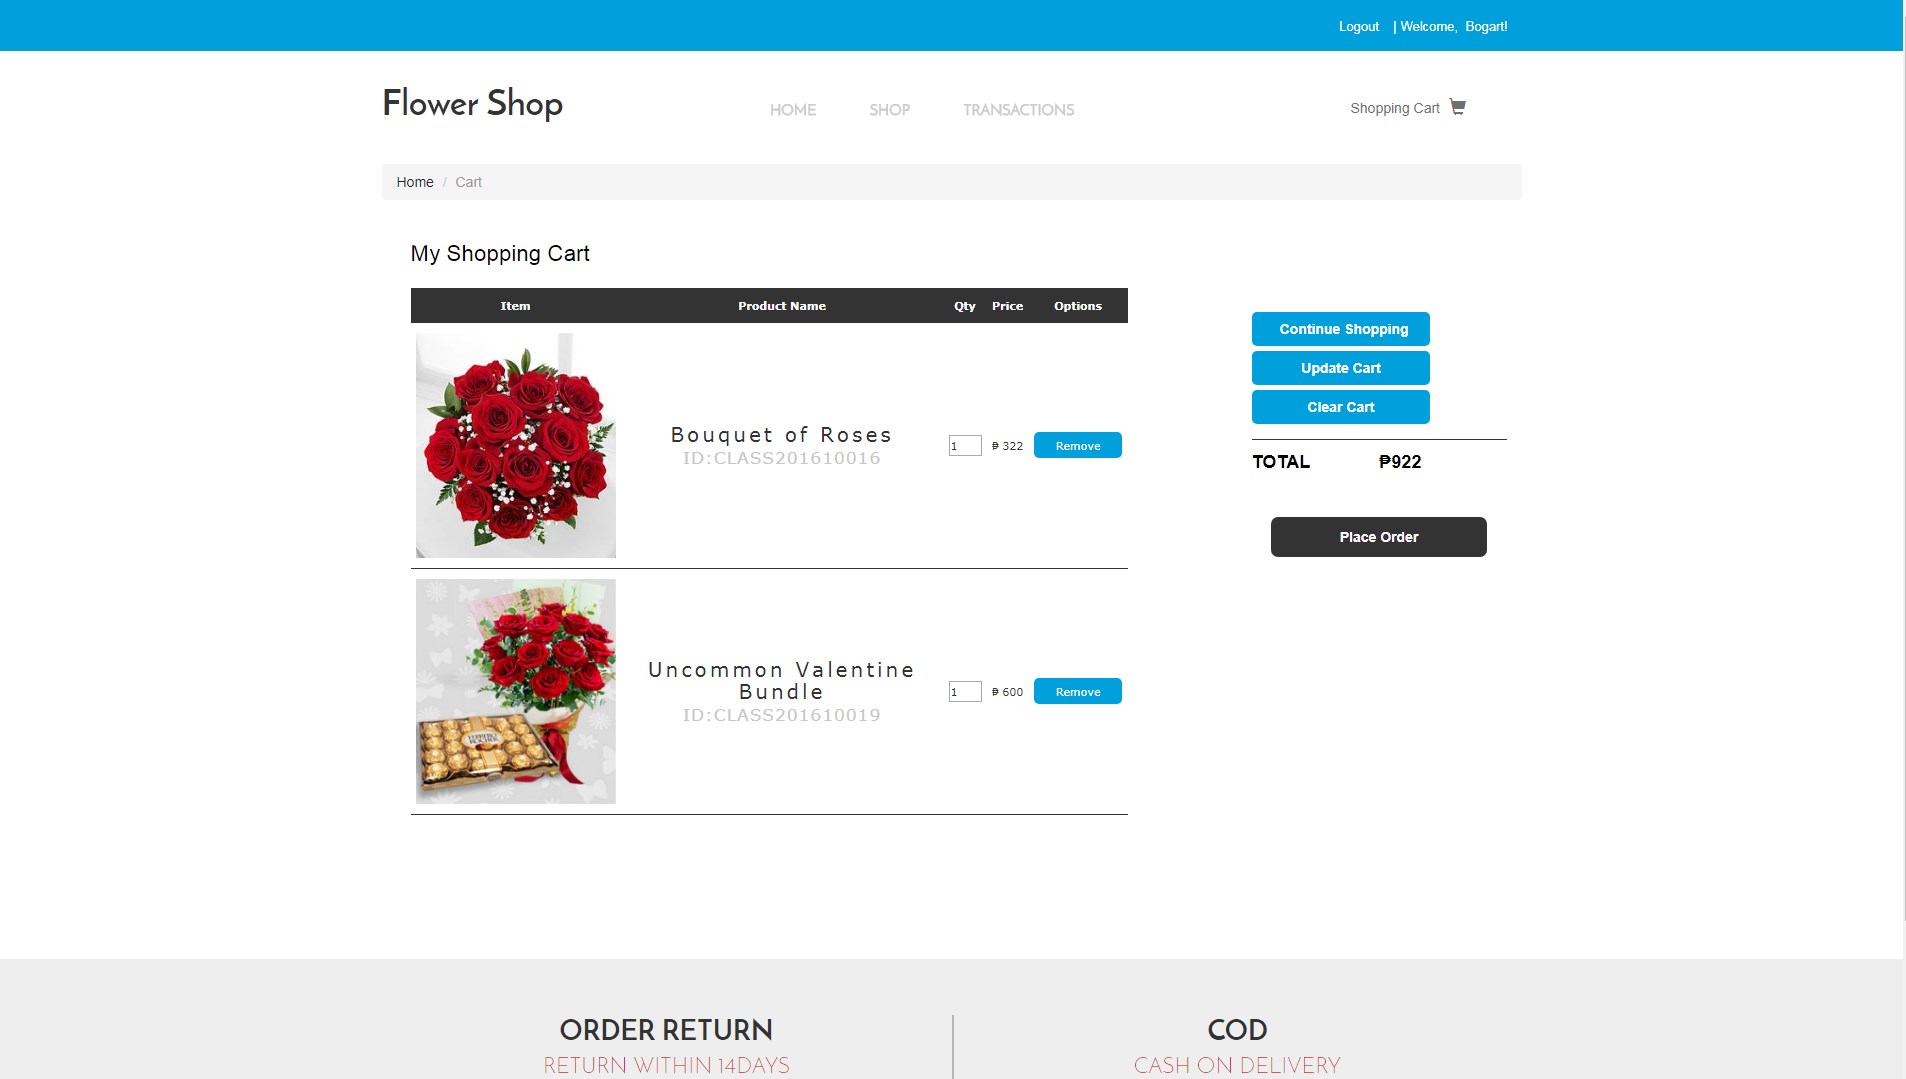 Logout | Welcome, Bogart!
Flower Shop
HOME SHOP TRANSACTIONS
Shopping Cart
Home / Cart
My Shopping Cart
Item Product Name Qty Price Options
Bouquet of Roses
ID:CLASS201610016
1 ₱ 322 Remove
Uncommon Valentine
Bundle
ID:CLASS201610019
1 ₱ 600 Remove
FERRERO
ROCHER
Continue Shopping
Update Cart
Clear Cart
TOTAL ₱922
Place Order
ORDER RETURN
RETURN WITHIN 14DAYS
COD
CASH ON DELIVERY